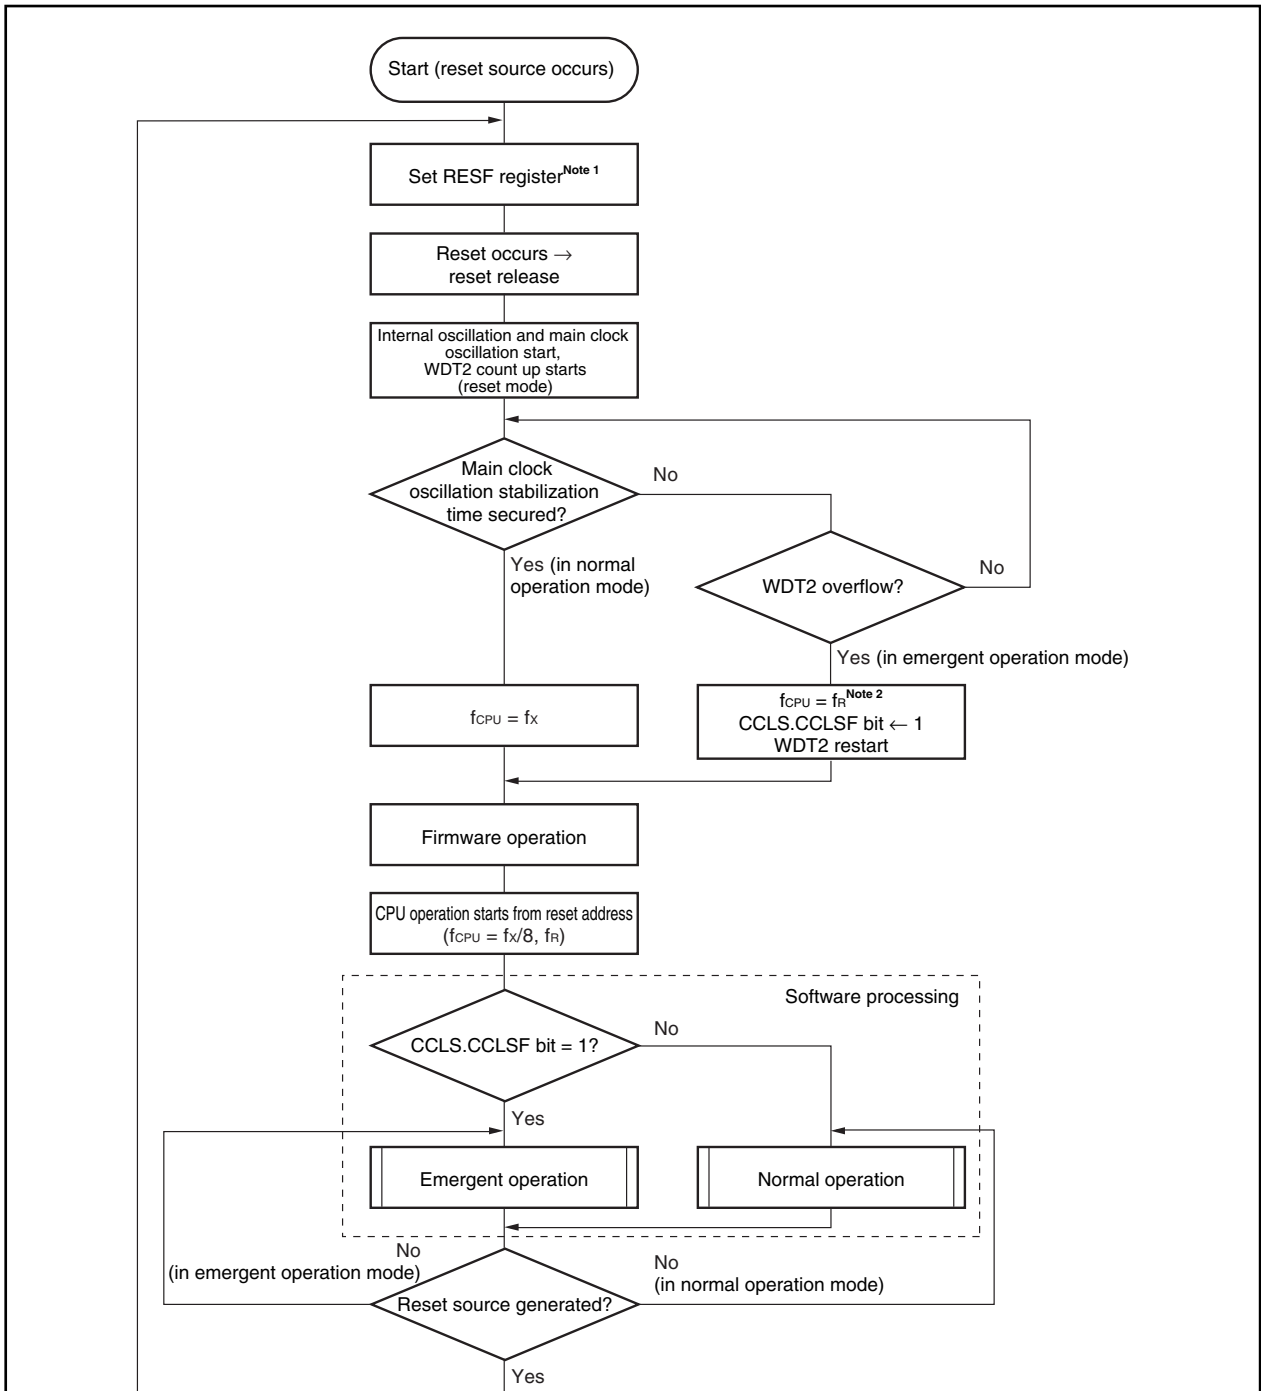 Start (reset source occurs)
Set RESF register Note 1
Reset occurs →
reset release
Internal oscillation and main clock
oscillation start,
WDT2 count up starts
(reset mode)
Main clock
oscillation stabilization
time secured?
No
Yes (in normal
operation mode)
WDT2 overflow?
No
Yes (in emergent operation mode)
fCPU = fX
fCPU = fR Note 2
CCLS.CCLSF bit ← 1
WDT2 restart
Firmware operation
CPU operation starts from reset address
(fCPU = fX/8, fR)
Software processing
CCLS.CCLSF bit = 1?
No
Yes
Emergent operation
Normal operation
No
(in emergent operation mode)
No
(in normal operation mode)
Reset source generated?
Yes